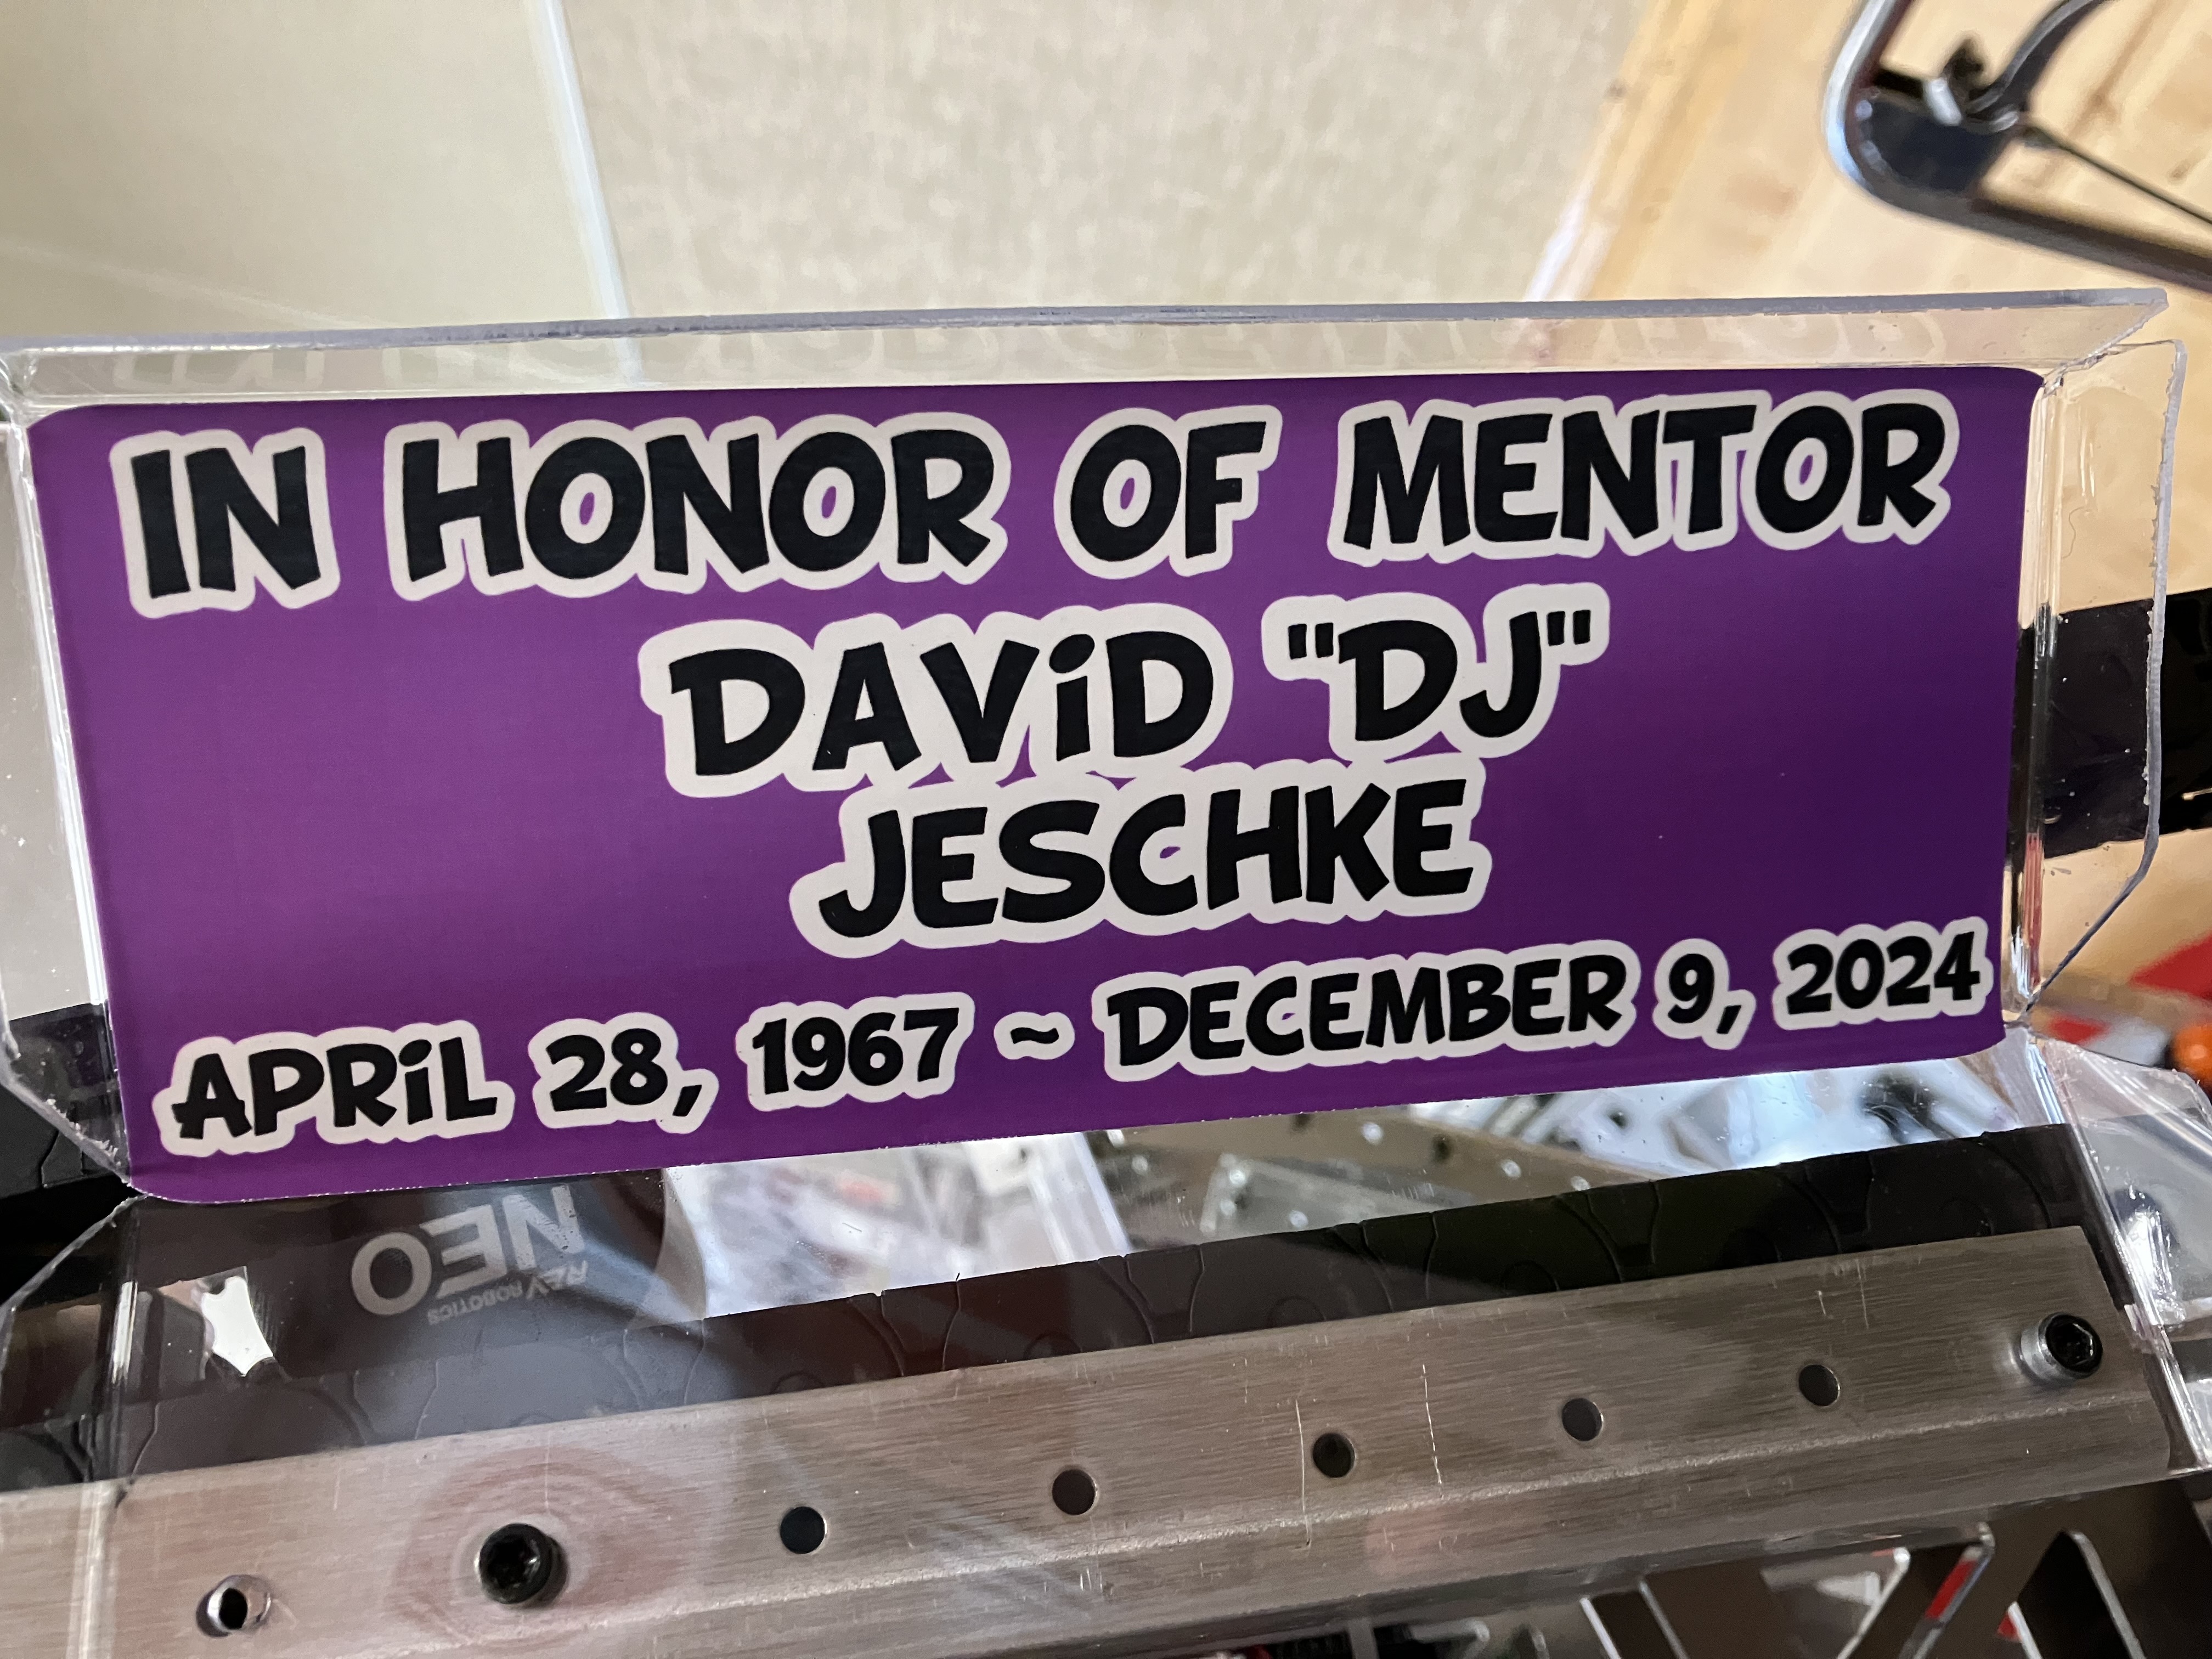 IN HONOR OF MENTOR
DAViD "DJ"
JESCHKE
APRiL 28, 1967 ~ DECEMBER 9, 2024
NEO
REV ROBOTICS